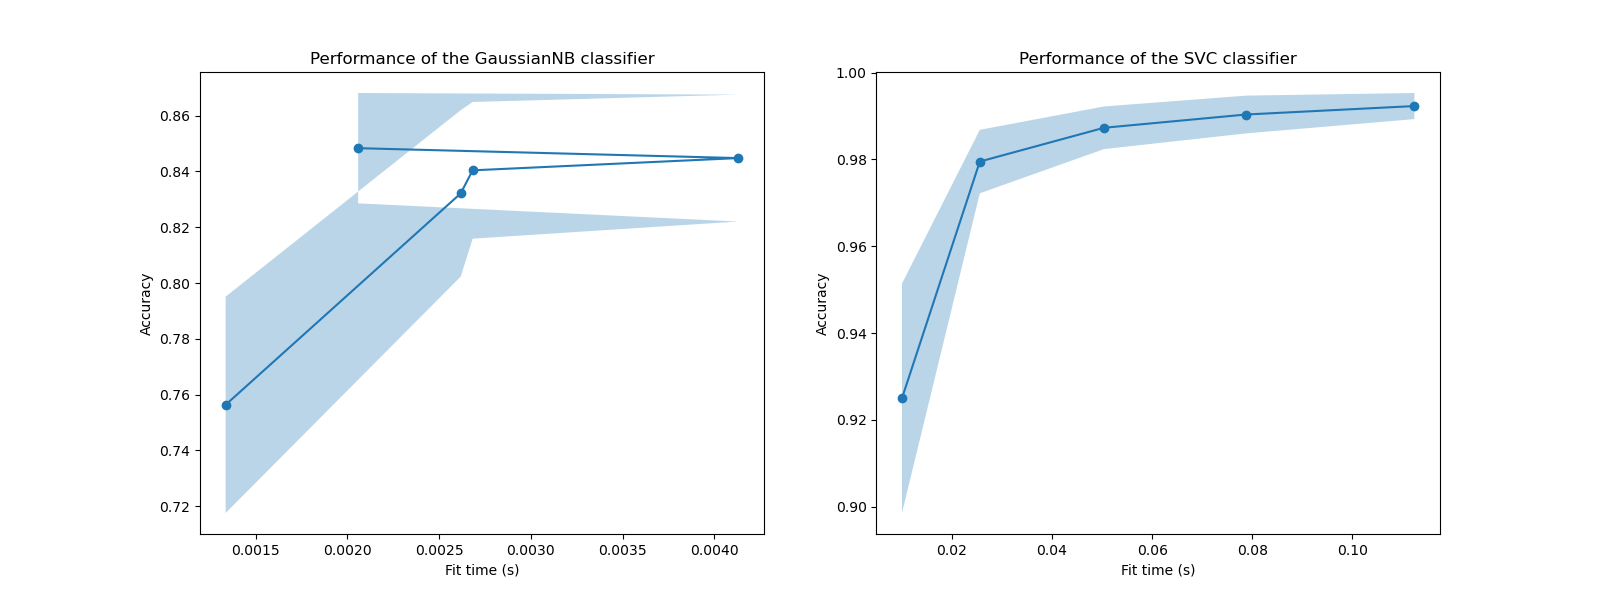 Performance of the GaussianNB classifier
0.86
0.84
0.82
0.80
0.78
0.76
0.74
0.72
Accuracy
0.0015 0.0020 0.0025 0.0030 0.0035 0.0040
Fit time (s)
Performance of the SVC classifier
1.00
0.98
0.96
0.94
0.92
0.90
Accuracy
0.02 0.04 0.06 0.08 0.10
Fit time (s)